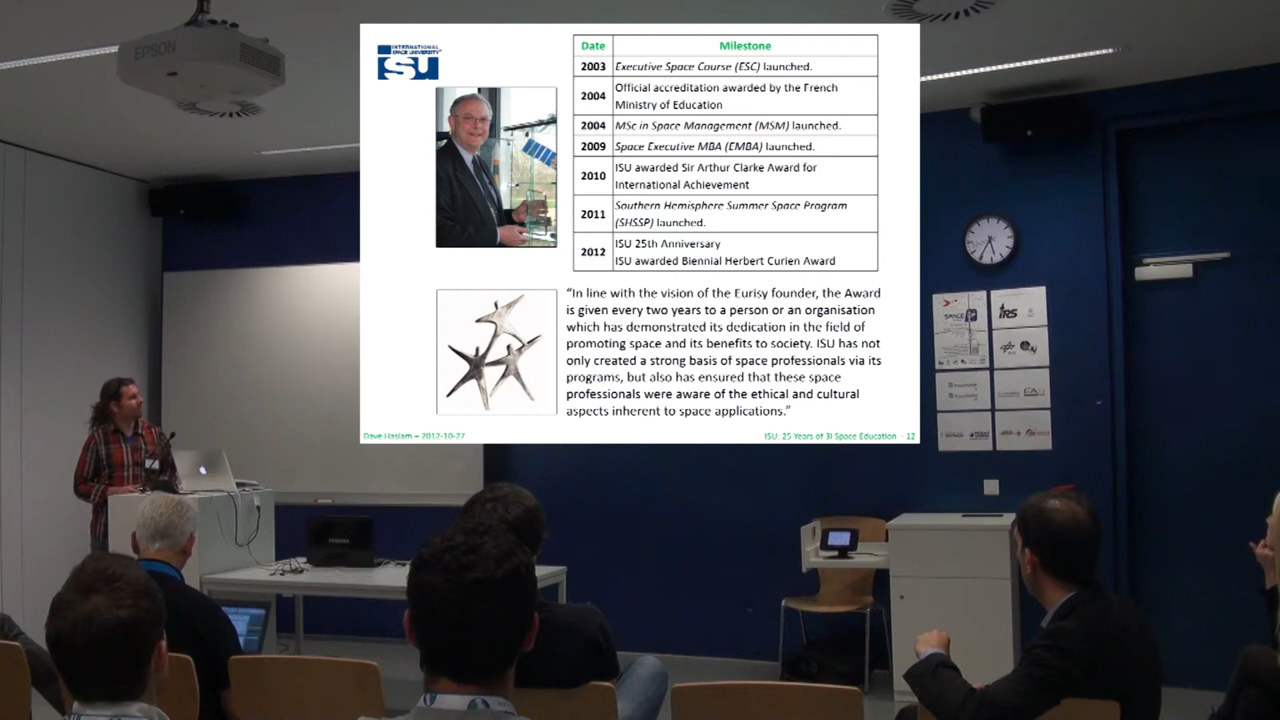 EPSON
INTERNATIONAL
SPACE UNIVERSITY
ISU
Date Milestone
2003 Executive Space Course (ESC) launched.
2004 Official accreditation awarded by the French
Ministry of Education
2004 MSc in Space Management (MSM) launched.
2009 Space Executive MBA (EMBA) launched.
2010 ISU awarded Sir Arthur Clarke Award for
International Achievement
2011 Southern Hemisphere Summer Space Program
(SHSSP) launched.
2012 ISU 25th Anniversary
ISU awarded Biennial Herbert Curien Award
“In line with the vision of the Eurisy founder, the Award
is given every two years to a person or an organisation
which has demonstrated its dedication in the field of
promoting space and its benefits to society. ISU has not
only created a strong basis of space professionals via its
programs, but also has ensured that these space
professionals were aware of the ethical and cultural
aspects inherent to space applications.”
Dave Haslam – 2012-10-27
ISU: 25 Years of 3I Space Education - 12
SPACE
IRS
DLR
TOSHIBA